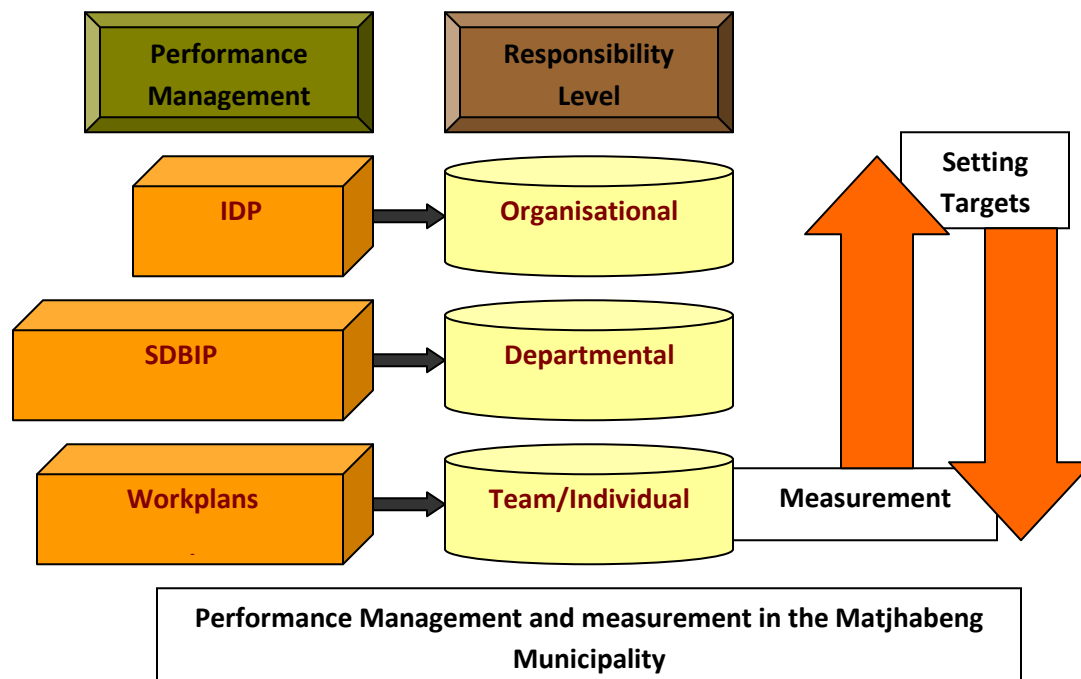 Performance
Management
Responsibility
Level
IDP
Organisational
Setting
Targets
SDBIP
Departmental
Workplans
-
Team/Individual
Measurement
Performance Management and measurement in the Matjhabeng
Municipality